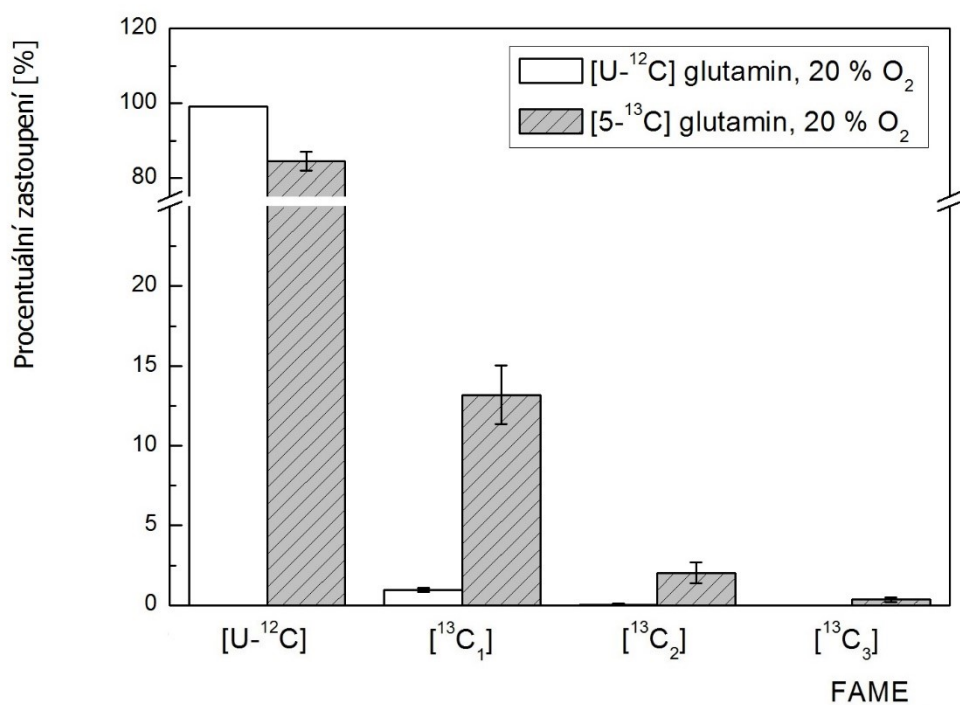 Procentuální zastoupení [%]
120
100
80
20
15
10
5
0
[U-¹²C] glutamin, 20 % O₂
[5-¹³C] glutamin, 20 % O₂
[U-¹²C] [¹³C₁] [¹³C₂] [¹³C₃]
FAME